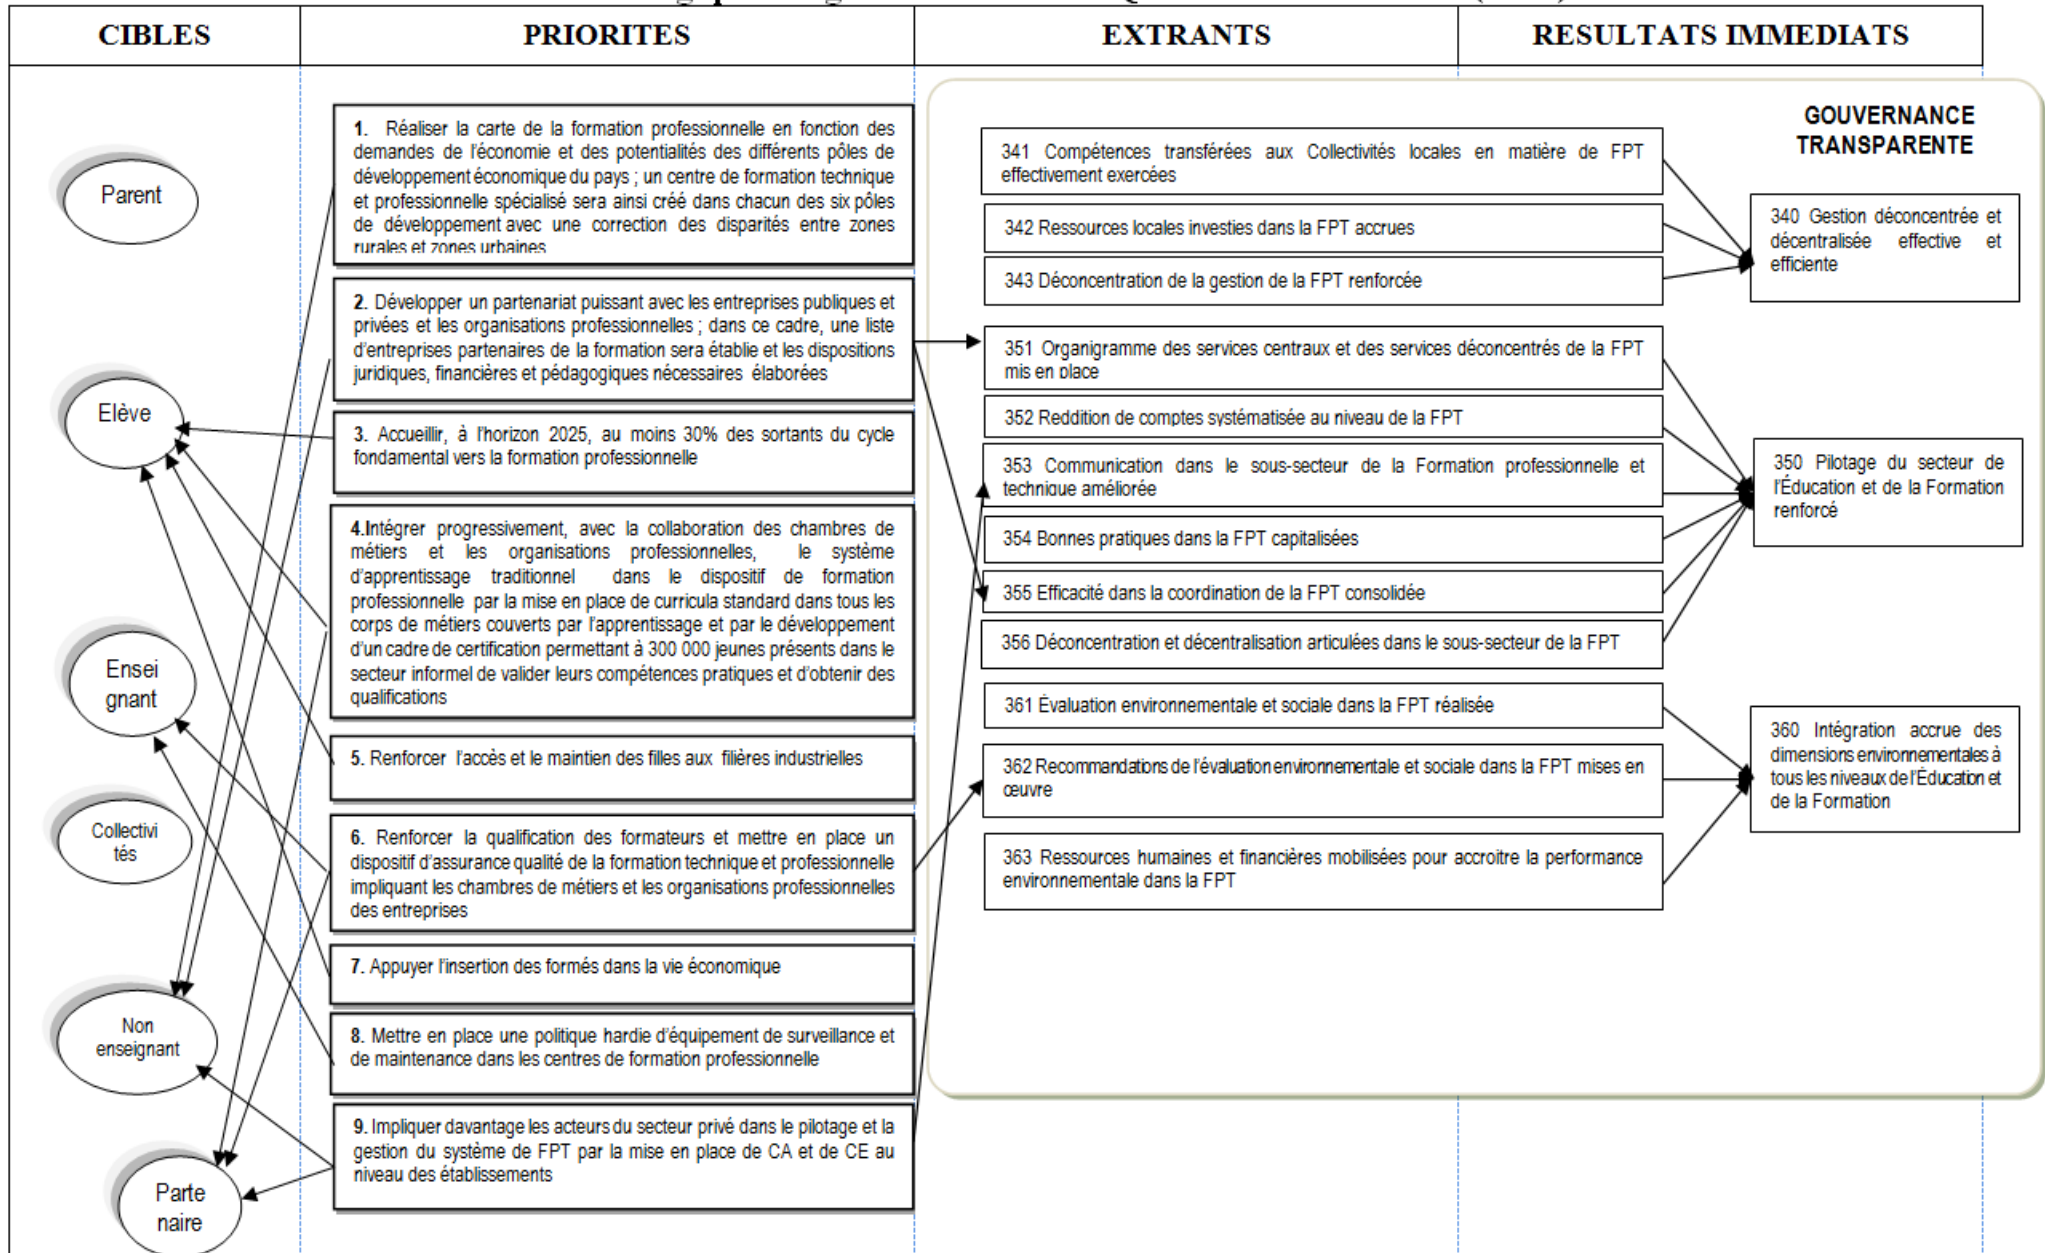 CIBLES
PRIORITES
EXTRANTS
RESULTATS IMMEDIATS
Parent
Elève
Ensei
gnant
Collectivi
tés
Non
enseignant
Parte
naire
1. Réaliser la carte de la formation professionnelle en fonction des
demandes de l'économie et des potentialités des différents pôles de
développement économique du pays ; un centre de formation technique
et professionnelle spécialisé sera ainsi créé dans chacun des six pôles
de développement avec une correction des disparités entre zones
rurales et zones urbaines
2. Développer un partenariat puissant avec les entreprises publiques et
privées et les organisations professionnelles ; dans ce cadre, une liste
d'entreprises partenaires de la formation sera établie et les dispositions
juridiques, financières et pédagogiques nécessaires élaborées
3. Accueillir, à l'horizon 2025, au moins 30% des sortants du cycle
fondamental vers la formation professionnelle
4.Intégrer progressivement, avec la collaboration des chambres de
métiers et les organisations professionnelles, le système
d'apprentissage traditionnel dans le dispositif de formation
professionnelle par la mise en place de curricula standard dans tous les
corps de métiers couverts par l'apprentissage et par le développement
d'un cadre de certification permettant à 300 000 jeunes présents dans le
secteur informel de valider leurs compétences pratiques et d'obtenir des
qualifications
5. Renforcer l'accès et le maintien des filles aux filières industrielles
6. Renforcer la qualification des formateurs et mettre en place un
dispositif d'assurance qualité de la formation technique et professionnelle
impliquant les chambres de métiers et les organisations professionnelles
des entreprises
7. Appuyer l'insertion des formés dans la vie économique
8. Mettre en place une politique hardie d'équipement de surveillance et
de maintenance dans les centres de formation professionnelle
9. Impliquer davantage les acteurs du secteur privé dans le pilotage et la
gestion du système de FPT par la mise en place de CA et de CE au
niveau des établissements
341 Compétences transférées aux Collectivités locales en matière de FPT
effectivement exercées
342 Ressources locales investies dans la FPT accrues
343 Déconcentration de la gestion de la FPT renforcée
351 Organigramme des services centraux et des services déconcentrés de la FPT
mis en place
352 Reddition de comptes systématisée au niveau de la FPT
353 Communication dans le sous-secteur de la Formation professionnelle et
technique améliorée
354 Bonnes pratiques dans la FPT capitalisées
355 Efficacité dans la coordination de la FPT consolidée
356 Déconcentration et décentralisation articulées dans le sous-secteur de la FPT
361 Évaluation environnementale et sociale dans la FPT réalisée
362 Recommandations de l'évaluation environnementale et sociale dans la FPT mises en
œuvre
363 Ressources humaines et financières mobilisées pour accroitre la performance
environnementale dans la FPT
GOUVERNANCE
TRANSPARENTE
340 Gestion déconcentrée et
décentralisée effective et
efficiente
350 Pilotage du secteur de
l'Éducation et de la Formation
renforcé
360 Intégration accrue des
dimensions environnementales à
tous les niveaux de l'Éducation et
de la Formation